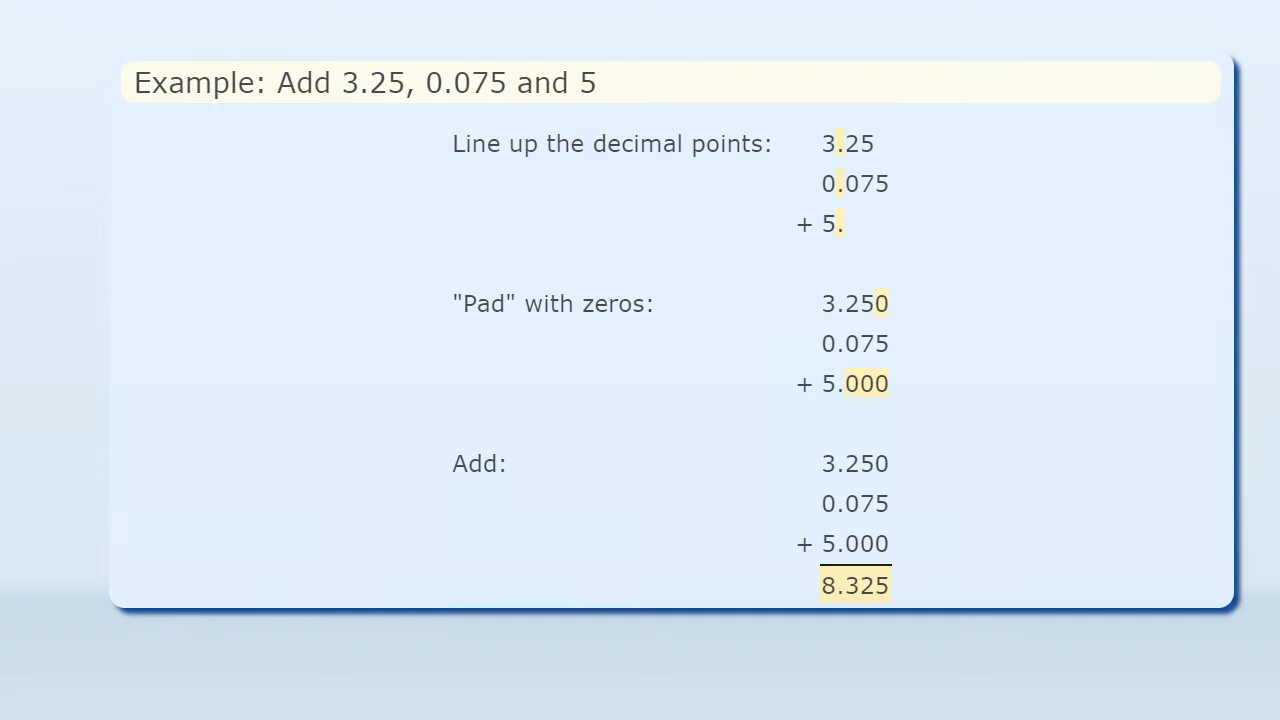 Example: Add 3.25, 0.075 and 5
Line up the decimal points: 3.25
0.075
+ 5.
"Pad" with zeros: 3.250
0.075
+ 5.000
Add: 3.250
0.075
+ 5.000
8.325